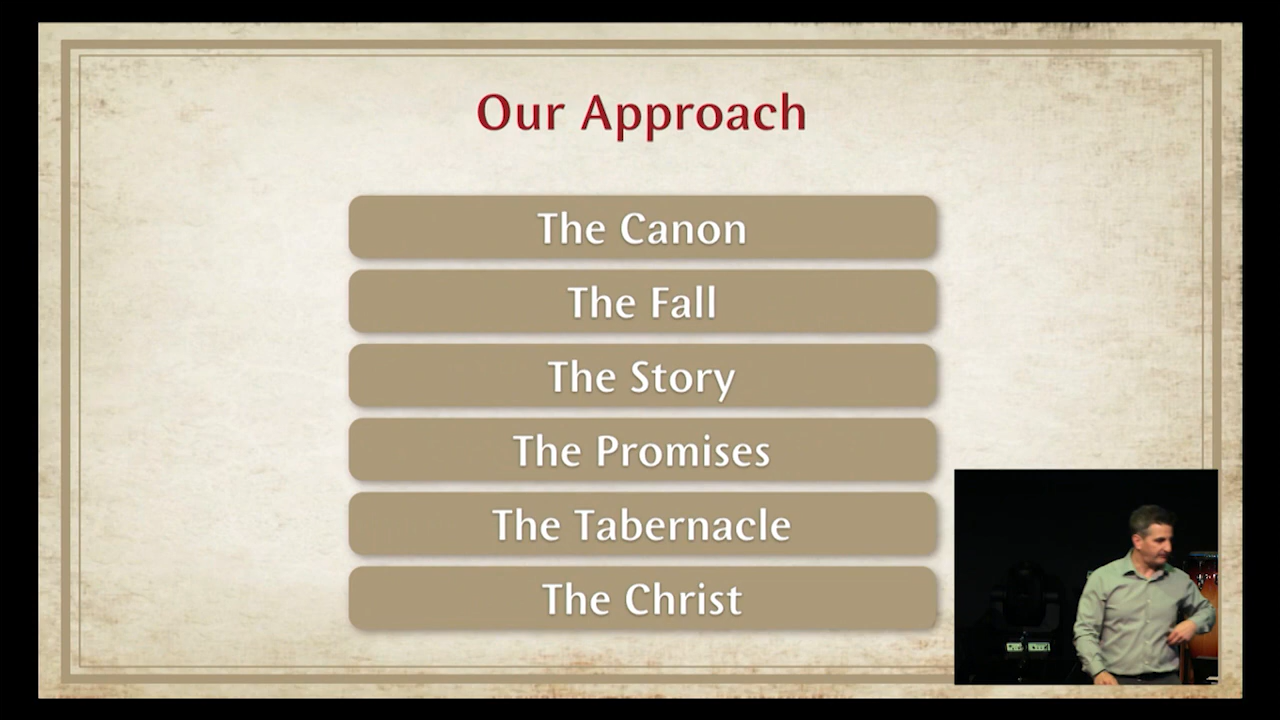 Our Approach
The Canon
The Fall
The Story
The Promises
The Tabernacle
The Christ